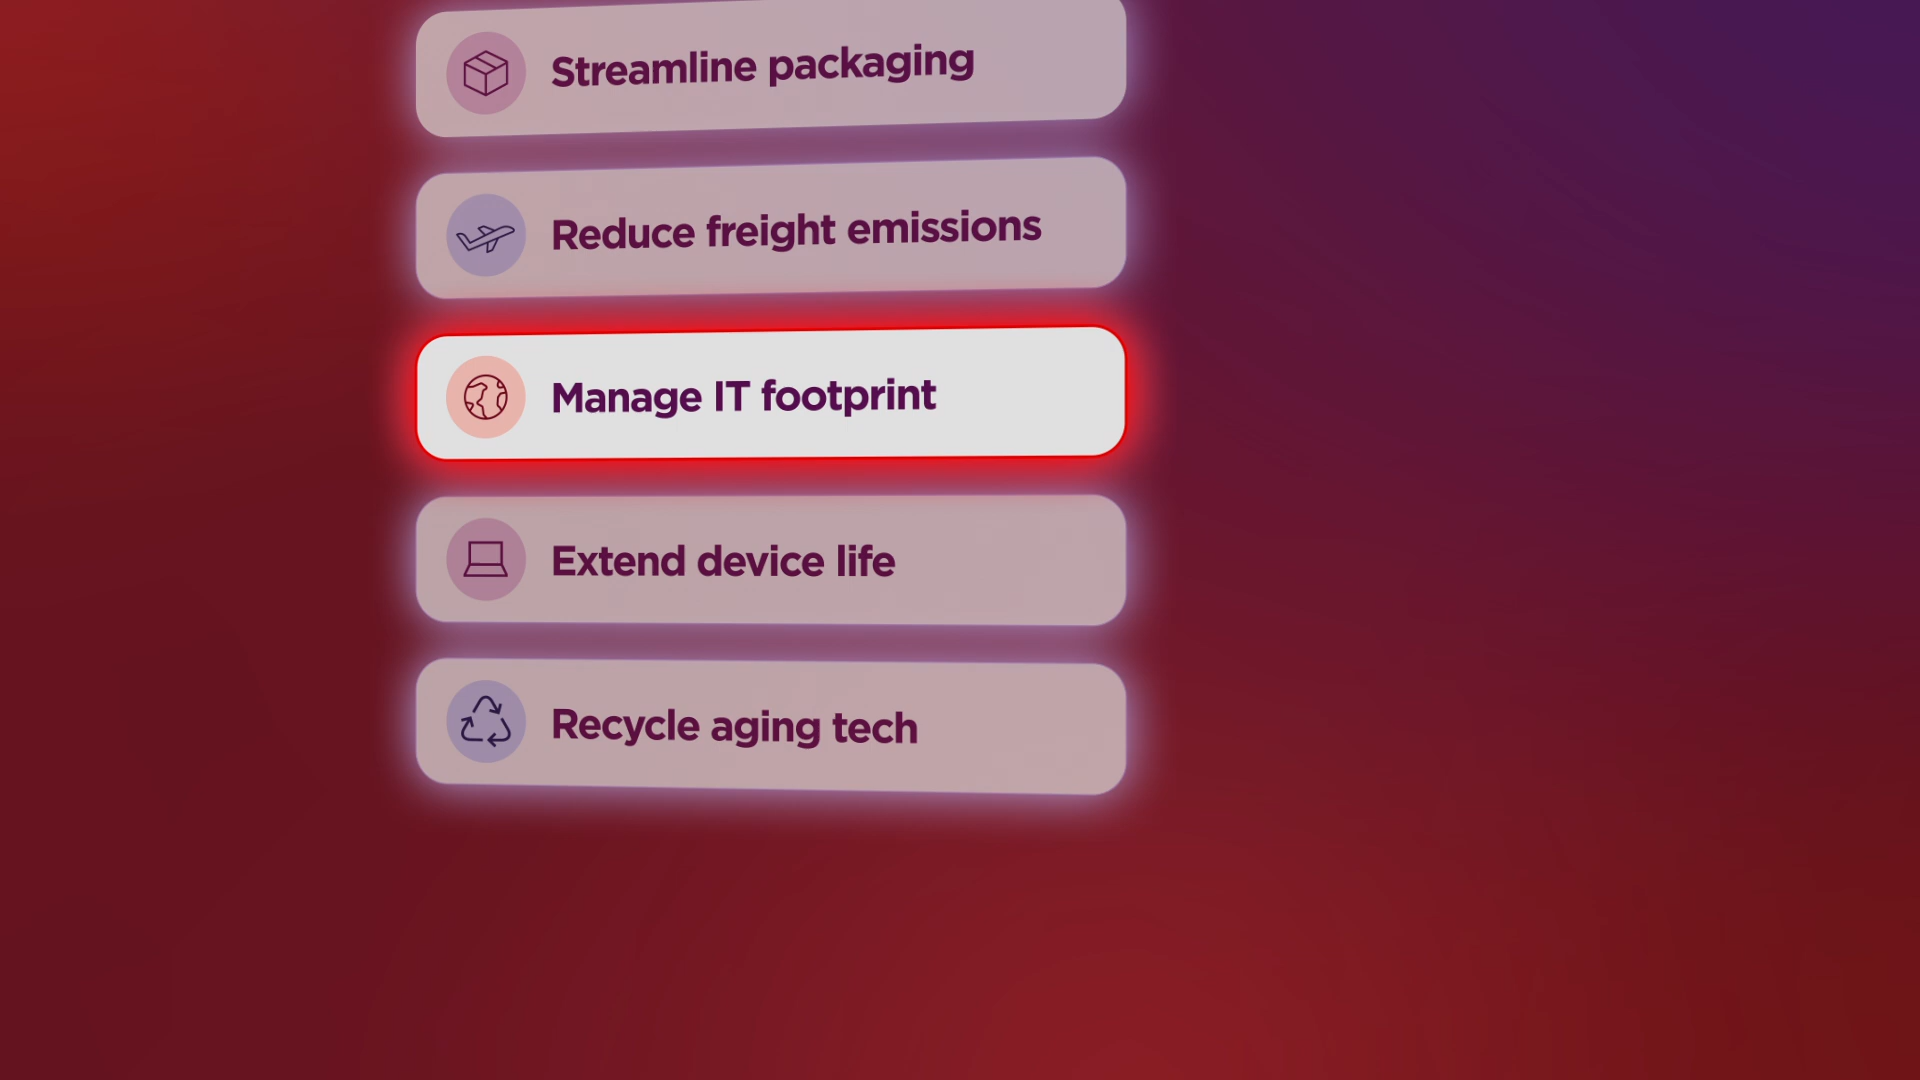 Streamline packaging
Reduce freight emissions
Manage IT footprint
Extend device life
Recycle aging tech